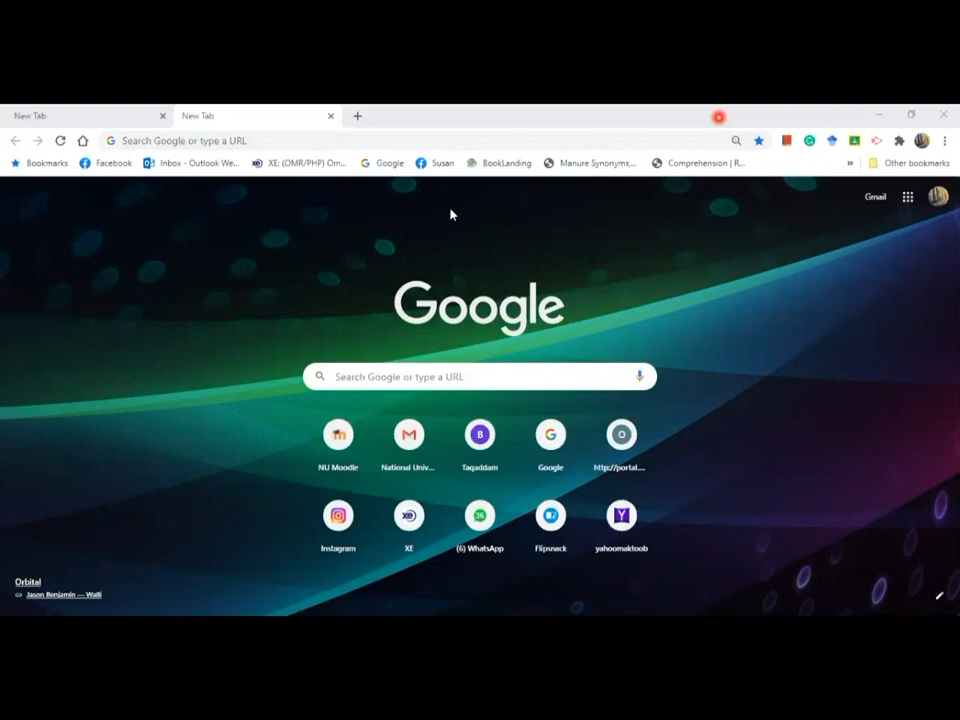 New Tab
New Tab
Search Google or type a URL
Bookmarks Facebook Inbox - Outlook We... XE: (OMR/PHP) Om... Google Susan BookLanding Manure Synonyms,... Comprehension | R... » Other bookmarks
Gmail
Google
Search Google or type a URL
NU Moodle National Univ... Taqaddam Google http://portal....
Instagram XE (6) WhatsApp Flipsnack yahoomaktoob
Orbital
Jason Benjamin — Walli